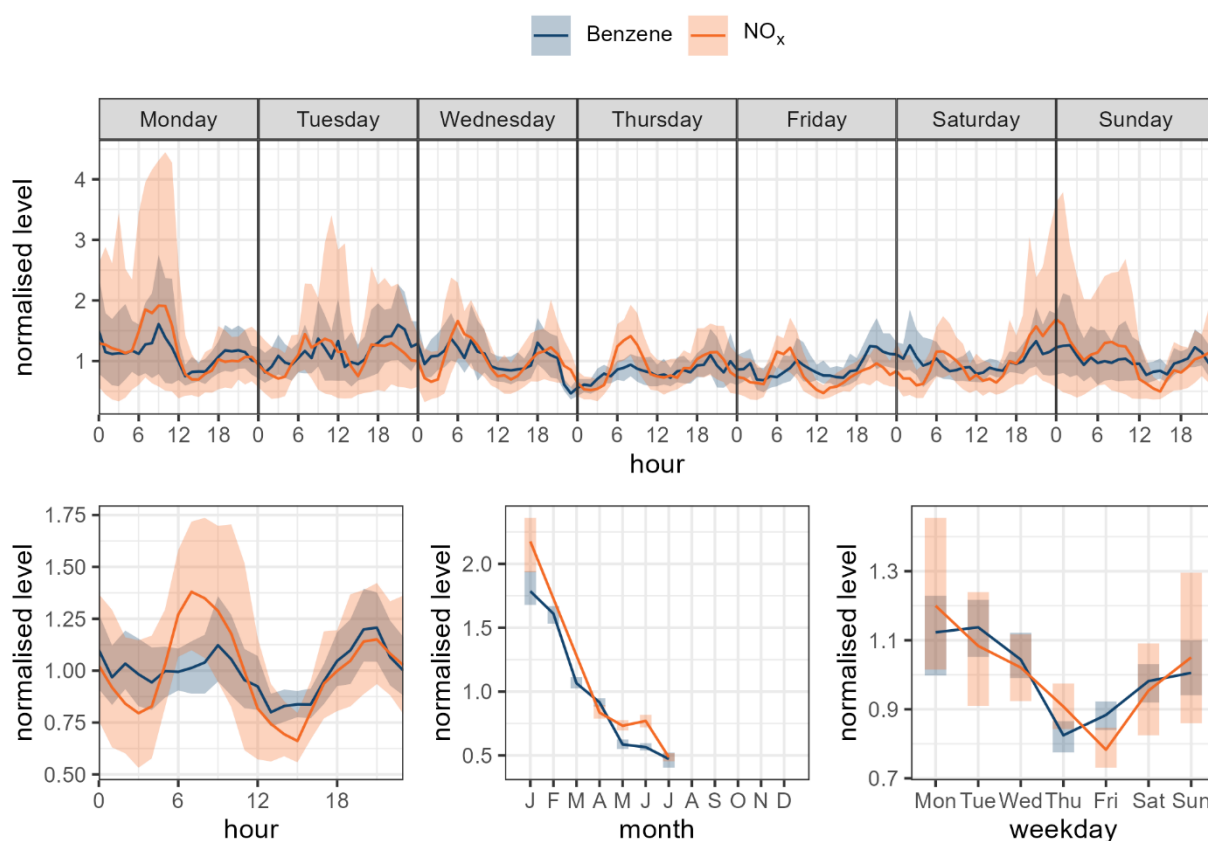 Benzene NOx
Monday Tuesday Wednesday Thursday Friday Saturday Sunday
normalised level
4
3
2
1
0 6 12 18 0 6 12 18 0 6 12 18 0 6 12 18 0 6 12 18 0 6 12 18 0 6 12 18
hour
normalised level
1.75
1.50
1.25
1.00
0.75
0.50
0 6 12 18
hour
normalised level
2.0
1.5
1.0
0.5
J F M A M J J A S O N D
month
normalised level
1.3
1.1
0.9
0.7
Mon Tue Wed Thu Fri Sat Sun
weekday